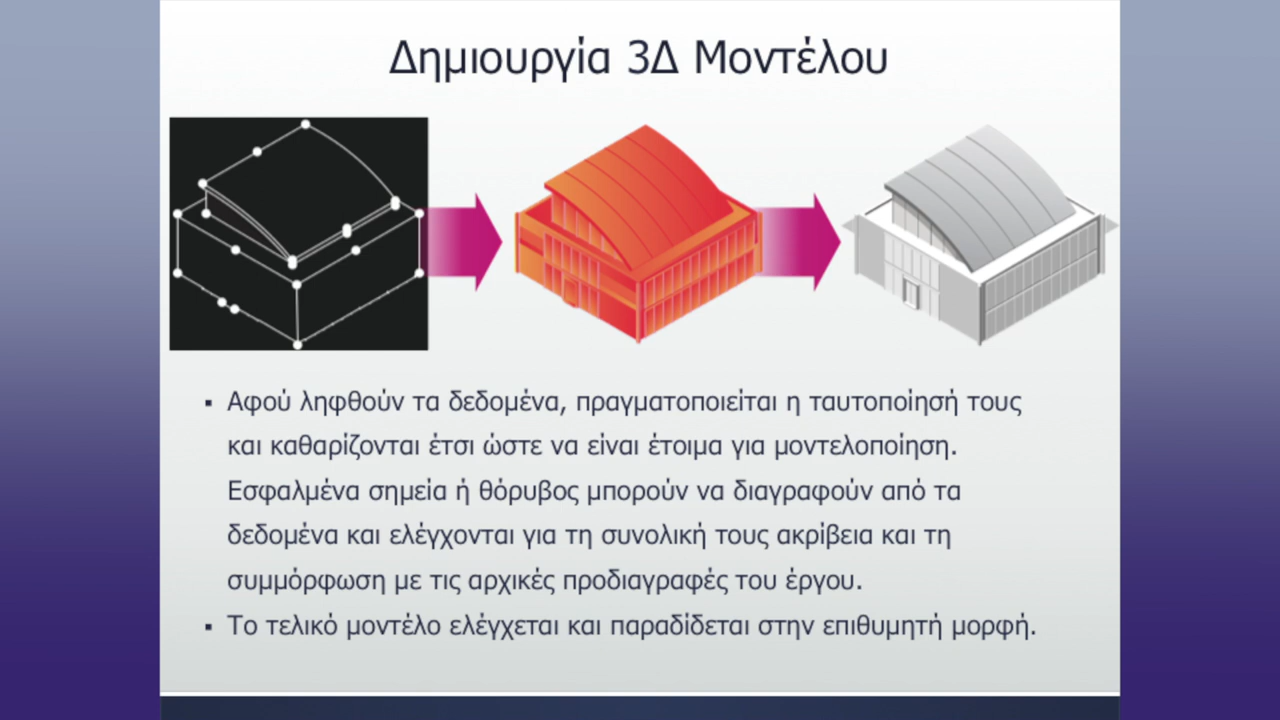 Δημιουργία 3Δ Μοντέλου
▪ Αφού ληφθούν τα δεδομένα, πραγματοποιείται η ταυτοποίησή τους
και καθαρίζονται έτσι ώστε να είναι έτοιμα για μοντελοποίηση.
Εσφαλμένα σημεία ή θόρυβος μπορούν να διαγραφούν από τα
δεδομένα και ελέγχονται για τη συνολική τους ακρίβεια και τη
συμμόρφωση με τις αρχικές προδιαγραφές του έργου.
▪ Το τελικό μοντέλο ελέγχεται και παραδίδεται στην επιθυμητή μορφή.